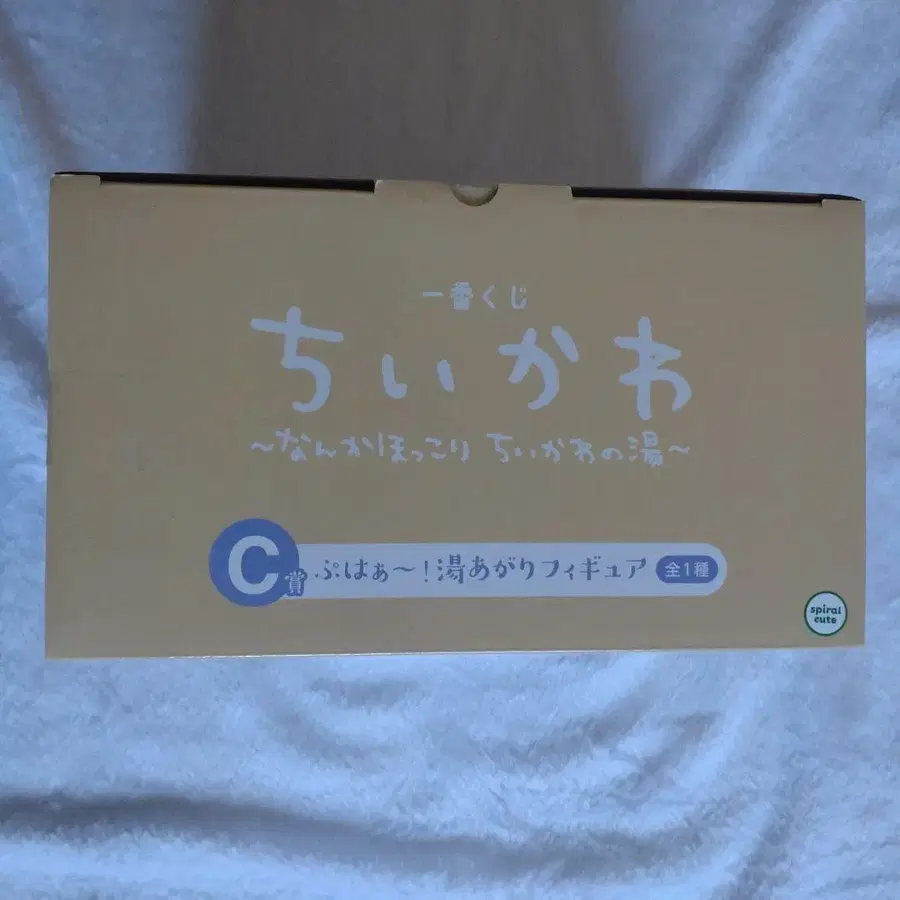 一番くじ
ちいかわ
~なんかほっこり ちいかわの湯~
C賞 ぷはぁ〜!湯あがりフィギュア 全1種
spiral
cute